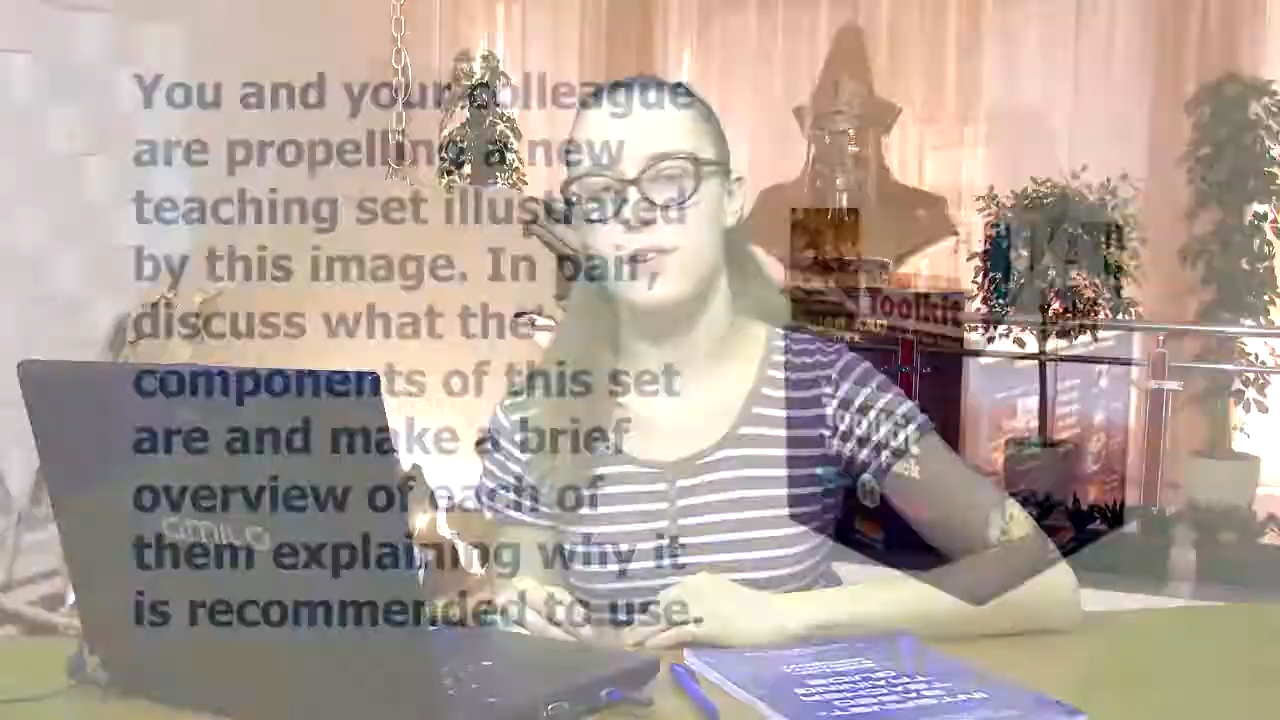 You and your colleague
are propelling a new
teaching set illustrated
by this image. In pair,
discuss what the
components of this set
are and make a brief
overview of each of
them explaining why it
is recommended to use.
Toolkit